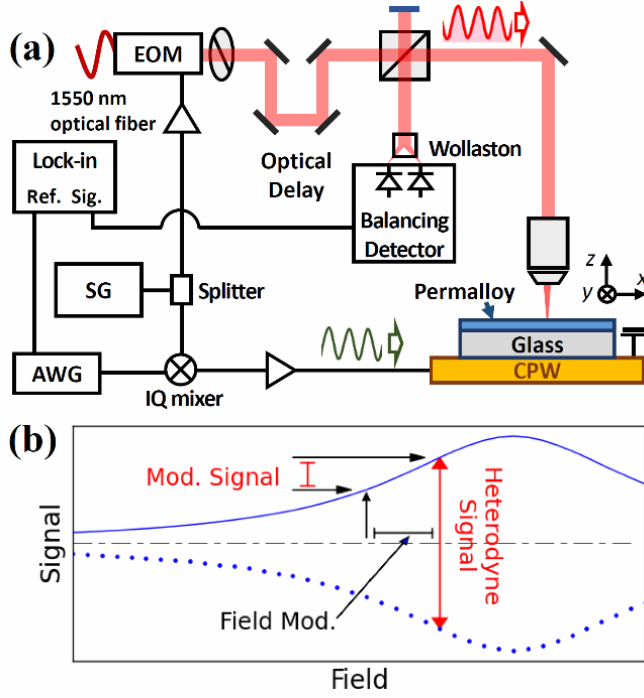 (a)
EOM
1550 nm
optical fiber
Optical
Delay
Wollaston
Lock-in
Ref. Sig.
Balancing
Detector
SG
Splitter
AWG
IQ mixer
Permalloy
Glass
CPW
z
y
x
(b)
Mod. Signal
Heterodyne
Signal
Field Mod.
Signal
Field